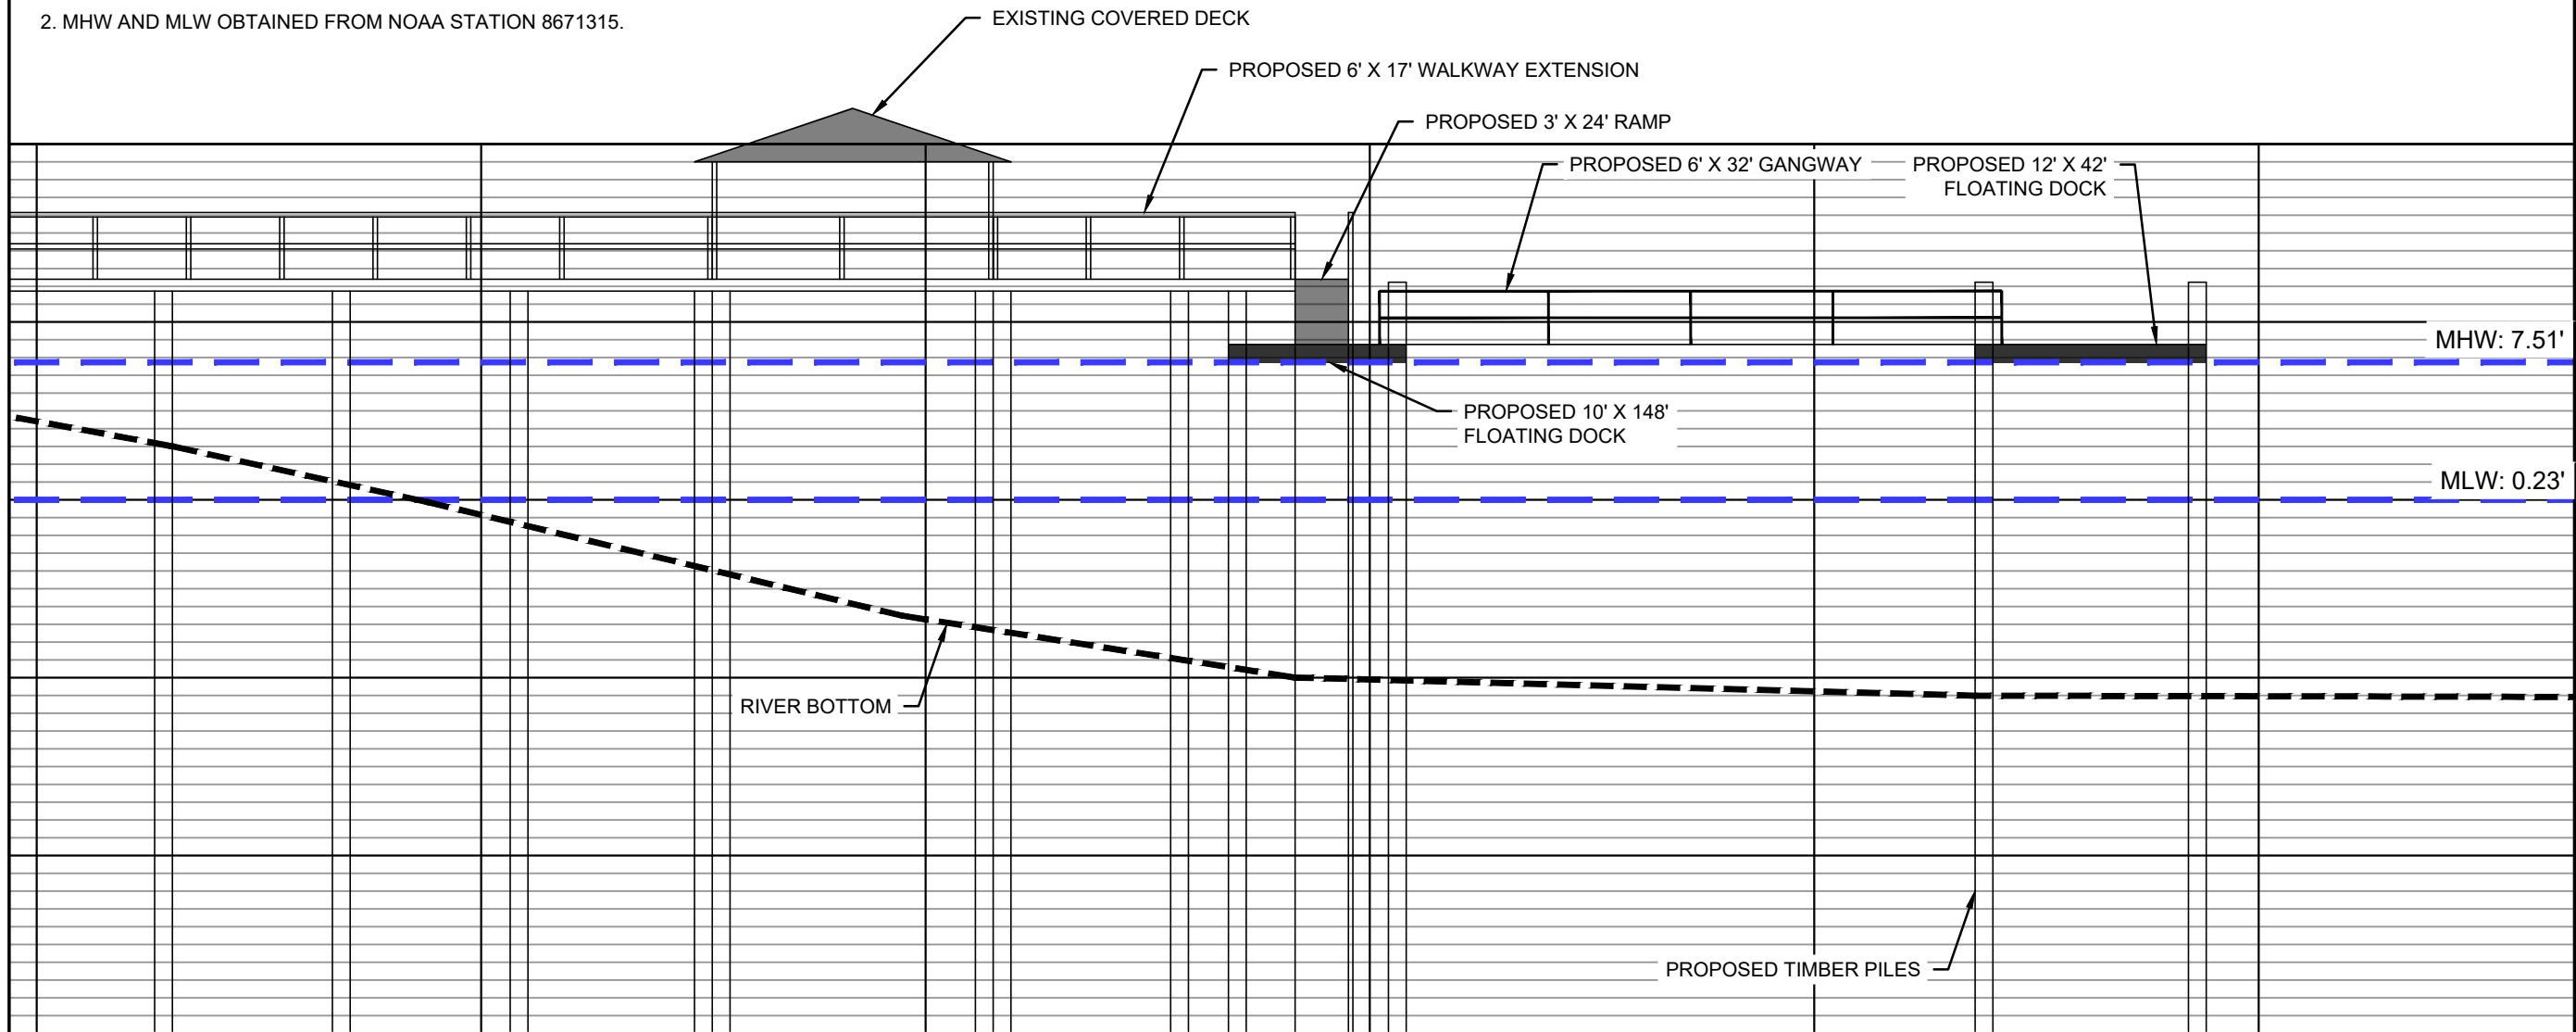 2. MHW AND MLW OBTAINED FROM NOAA STATION 8671315.
EXISTING COVERED DECK
PROPOSED 6' X 17' WALKWAY EXTENSION
PROPOSED 3' X 24' RAMP
PROPOSED 6' X 32' GANGWAY
PROPOSED 12' X 42'
FLOATING DOCK
MHW: 7.51'
PROPOSED 10' X 148'
FLOATING DOCK
MLW: 0.23'
RIVER BOTTOM
PROPOSED TIMBER PILES